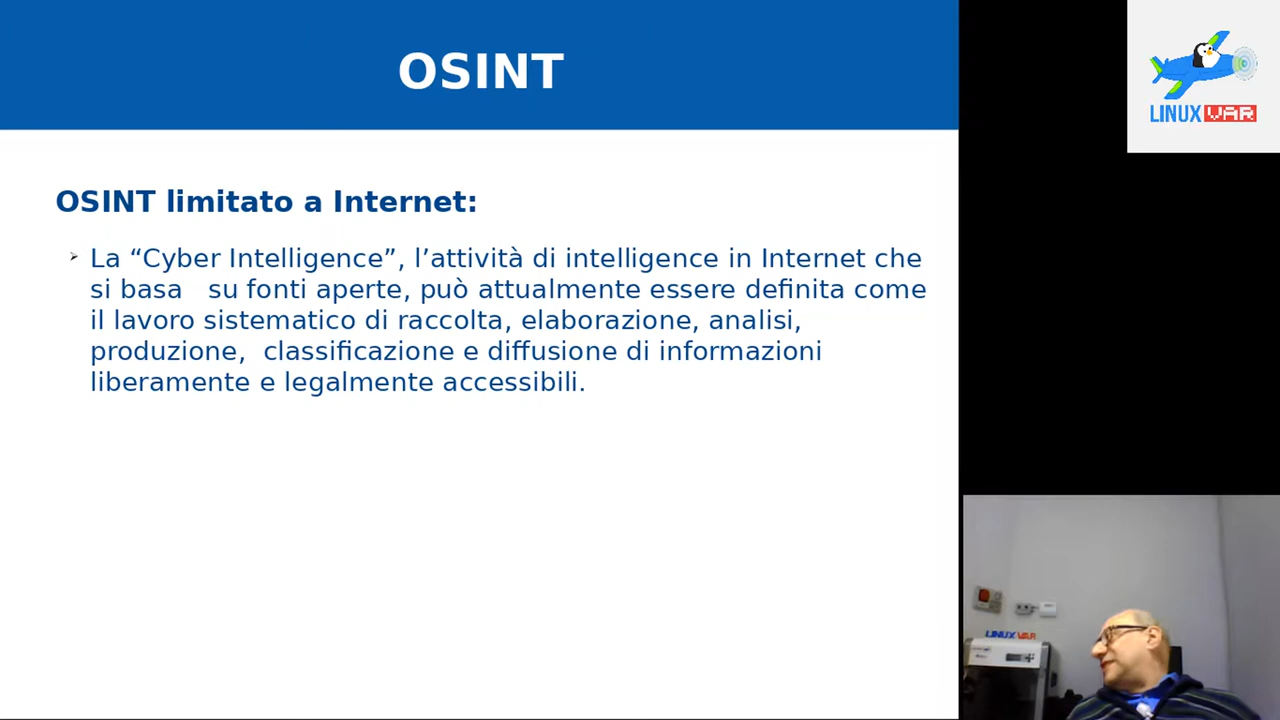 OSINT
LINUX VAR
OSINT limitato a Internet:
La “Cyber Intelligence”, l’attività di intelligence in Internet che
si basa su fonti aperte, può attualmente essere definita come
il lavoro sistematico di raccolta, elaborazione, analisi,
produzione, classificazione e diffusione di informazioni
liberamente e legalmente accessibili.
LINUX VAR